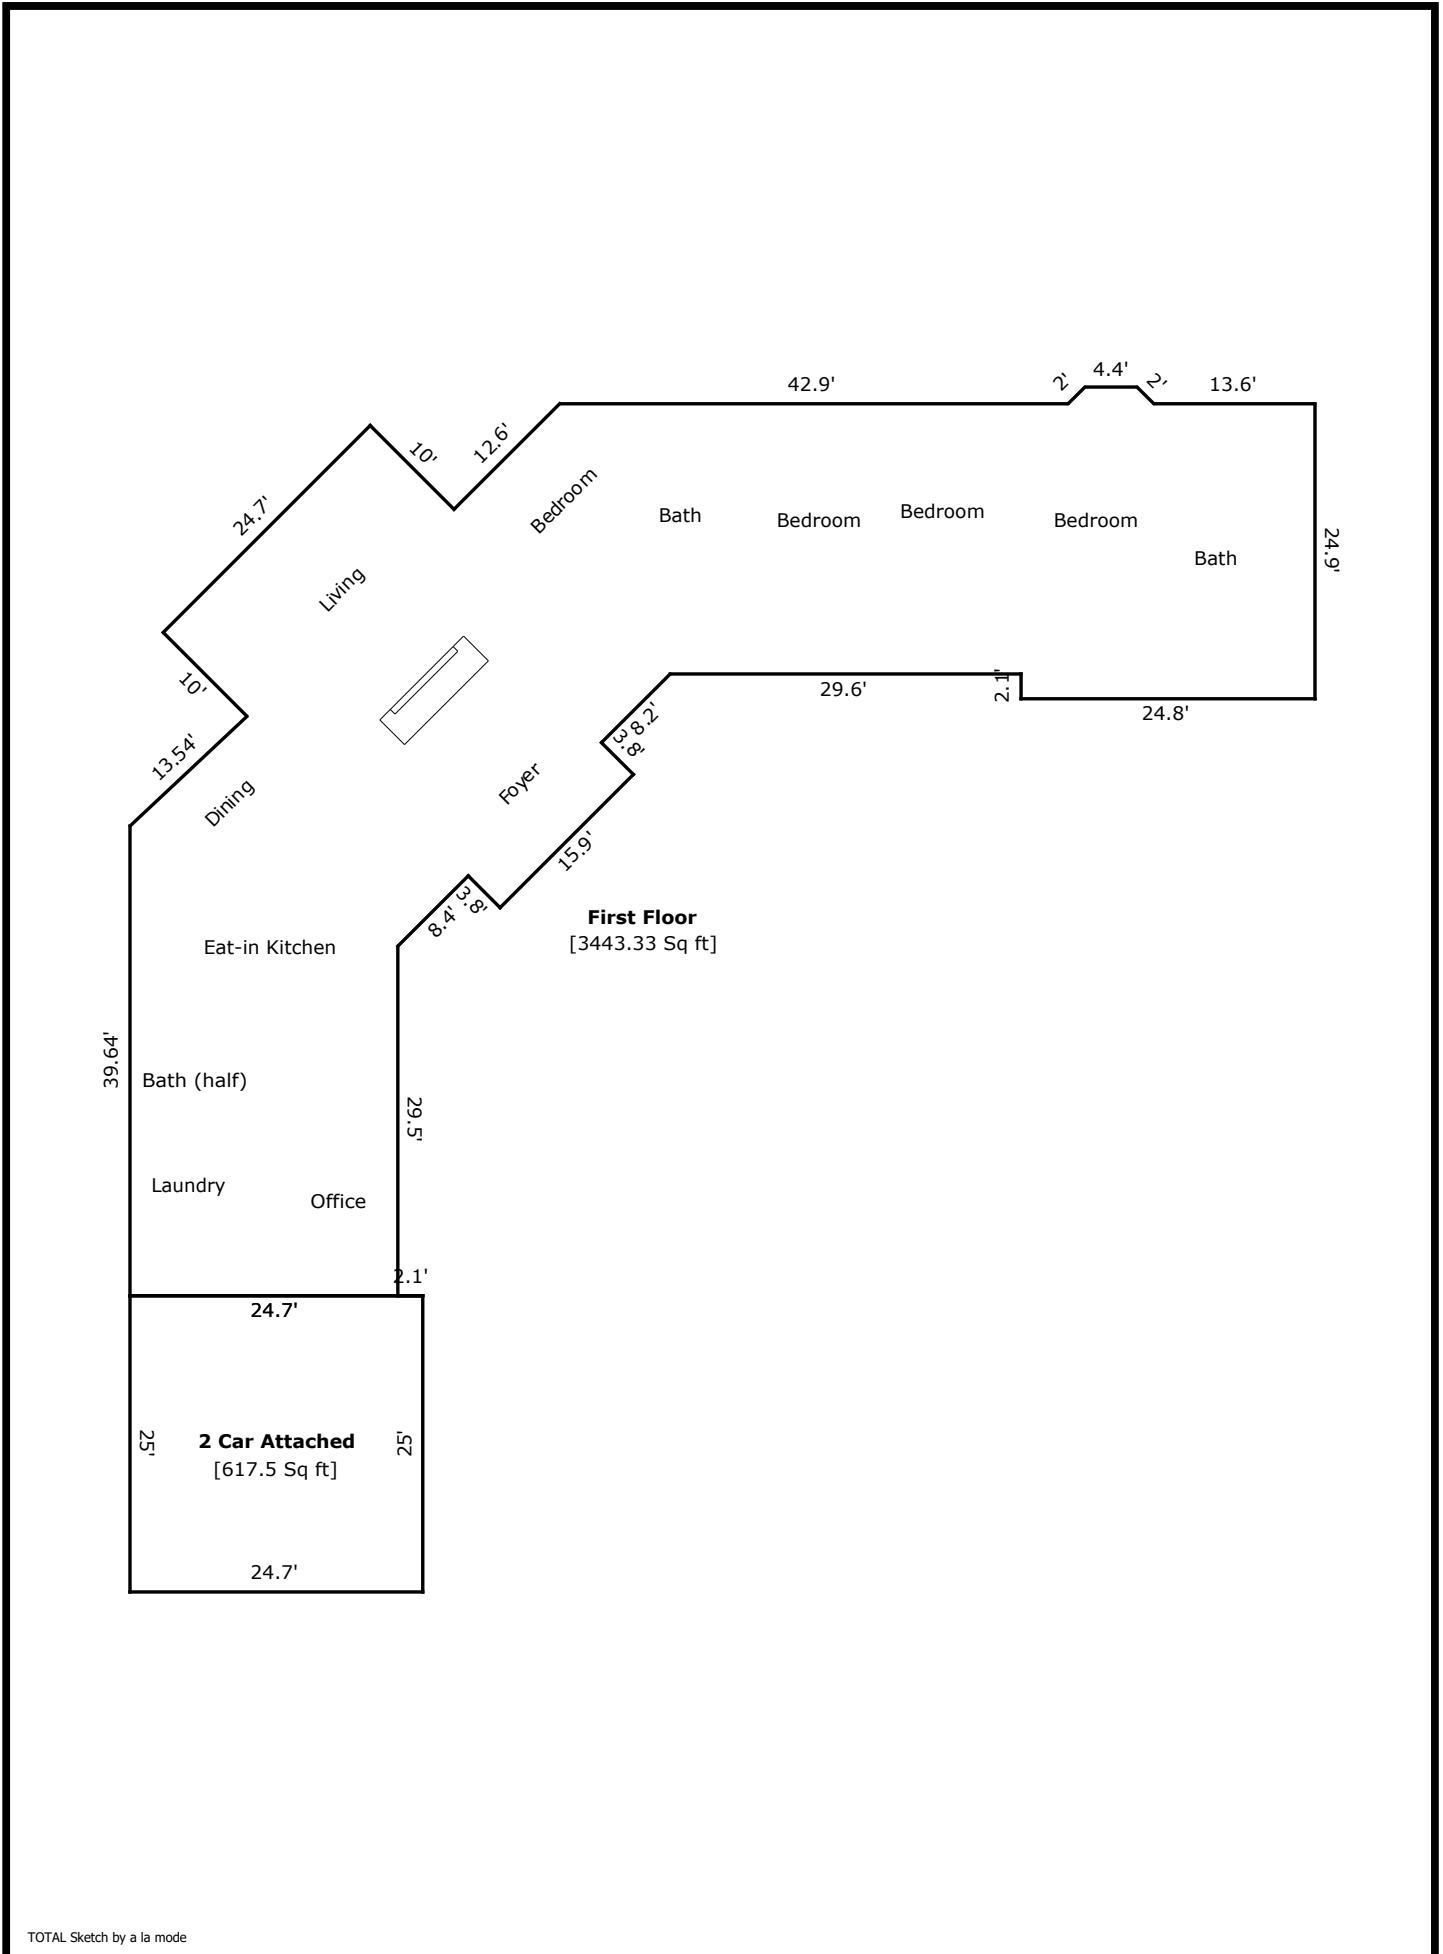 4.4'
2'
2'
42.9'
13.6'
12.6'
10'
24.7'
Bedroom
Bath
Bedroom
Bedroom
Bedroom
24.9'
Bath
Living
10'
29.6'
2.1'
24.8'
8.2'
3.8'
13.54'
Dining
Foyer
15.9'
3.8'
8.4'
First Floor
[3443.33 Sq ft]
Eat-in Kitchen
39.64'
Bath (half)
29.5'
Laundry
Office
2.1'
24.7'
25'
2 Car Attached
25'
[617.5 Sq ft]
24.7'
TOTAL Sketch by a la mode